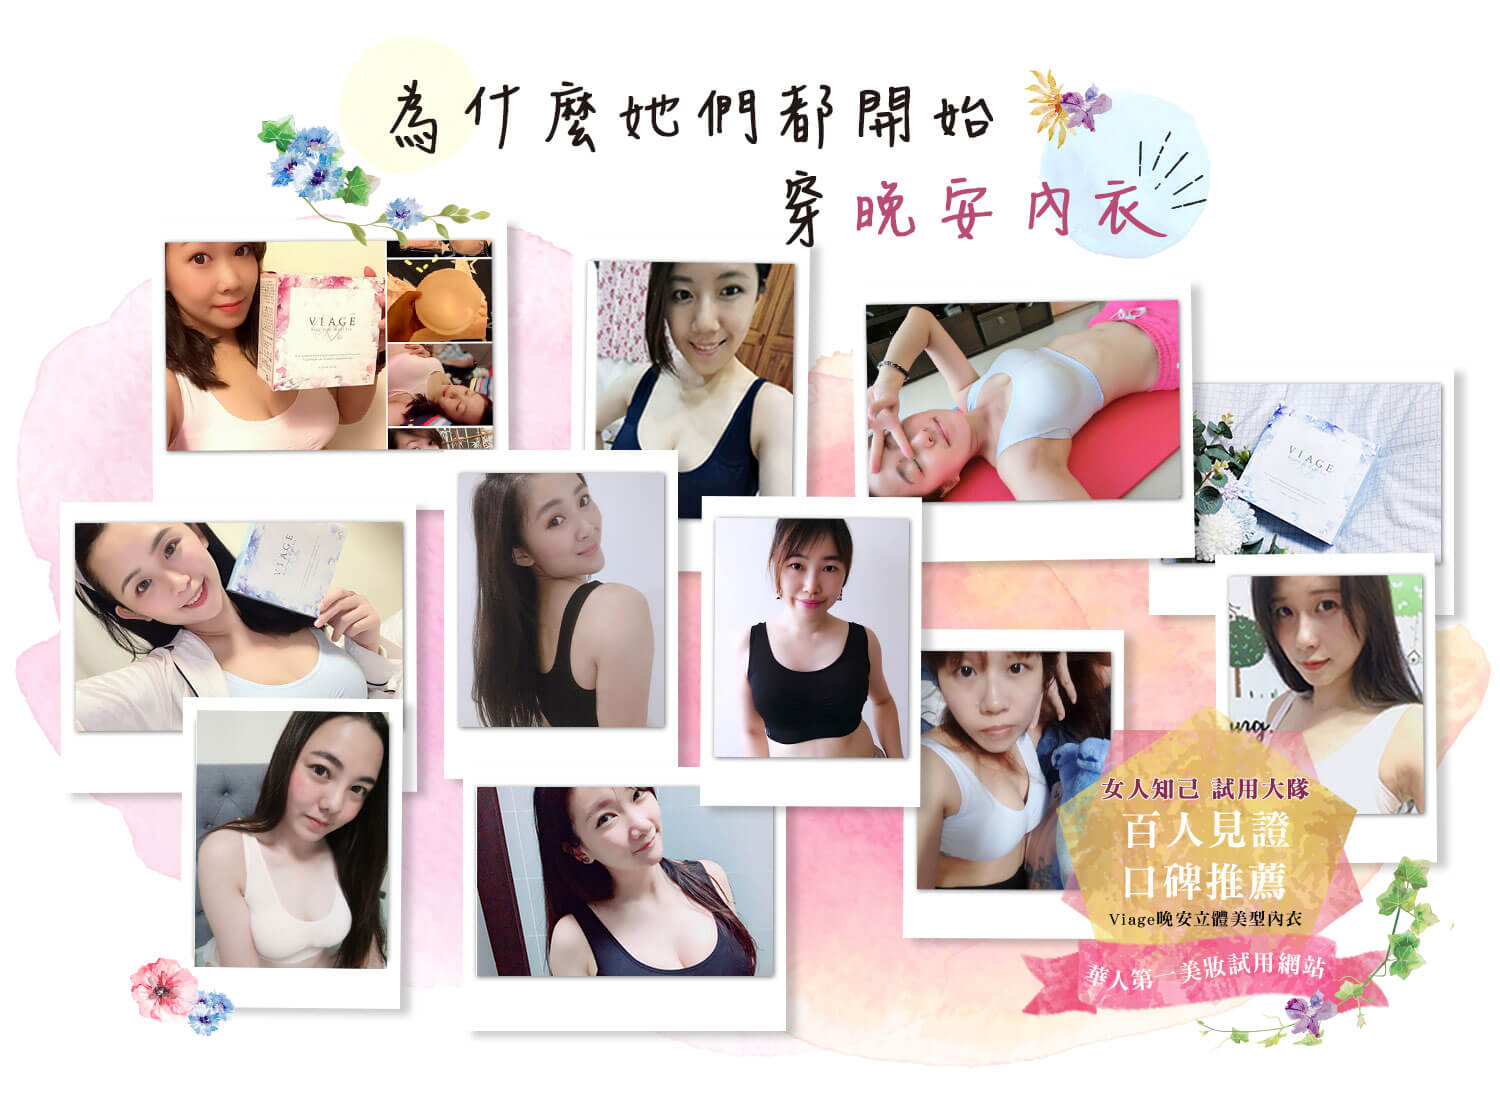 為什麼她們都開始
穿晚安內衣
VIAGE
VIAGE
VIAGE
女人知己 試用大隊
百人見證
口碑推薦
Viage晚安立體美型內衣
華人第一美妝試用網站